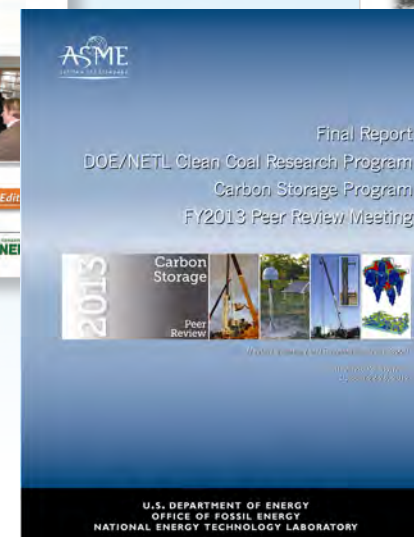 ASME
Final Report
DOE/NETL Clean Coal Research Program
Carbon Storage Program
FY2013 Peer Review Meeting
2013
Carbon
Storage
Peer
Review
Edit
U.S. DEPARTMENT OF ENERGY
OFFICE OF FOSSIL ENERGY
NATIONAL ENERGY TECHNOLOGY LABORATORY